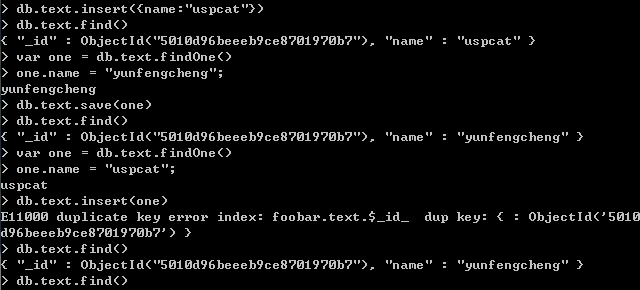 > db.text.insert({name:"uspcat"})
> db.text.find()
{ "_id" : ObjectId("5010d96beeeb9ce8701970b7"), "name" : "uspcat" }
> var one = db.text.findOne()
> one.name = "yunfengcheng";
yunfengcheng
> db.text.save(one)
> db.text.find()
{ "_id" : ObjectId("5010d96beeeb9ce8701970b7"), "name" : "yunfengcheng" }
> var one = db.text.findOne()
> one.name = "uspcat";
uspcat
> db.text.insert(one)
E11000 duplicate key error index: foobar.text.$_id_  dup key: { : ObjectId('5010
d96beeeb9ce8701970b7') }
> db.text.find()
{ "_id" : ObjectId("5010d96beeeb9ce8701970b7"), "name" : "yunfengcheng" }
> db.text.find()